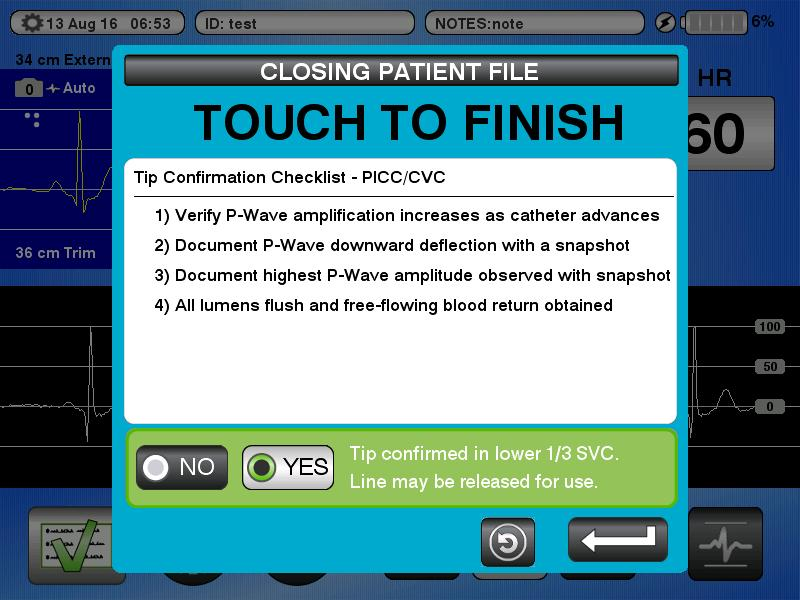 13 Aug 16 06:53
ID: test
NOTES:note
6%
34 cm Extern
0 Auto
36 cm Trim
HR
60
CLOSING PATIENT FILE
TOUCH TO FINISH
Tip Confirmation Checklist - PICC/CVC
1) Verify P-Wave amplification increases as catheter advances
2) Document P-Wave downward deflection with a snapshot
3) Document highest P-Wave amplitude observed with snapshot
4) All lumens flush and free-flowing blood return obtained
100
50
0
NO
YES
Tip confirmed in lower 1/3 SVC.
Line may be released for use.